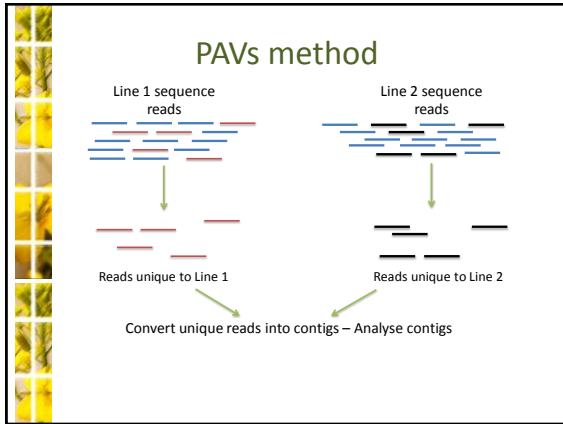 PAVs method
Line 1 sequence
reads
Line 2 sequence
reads
Reads unique to Line 1
Reads unique to Line 2
Convert unique reads into contigs – Analyse contigs